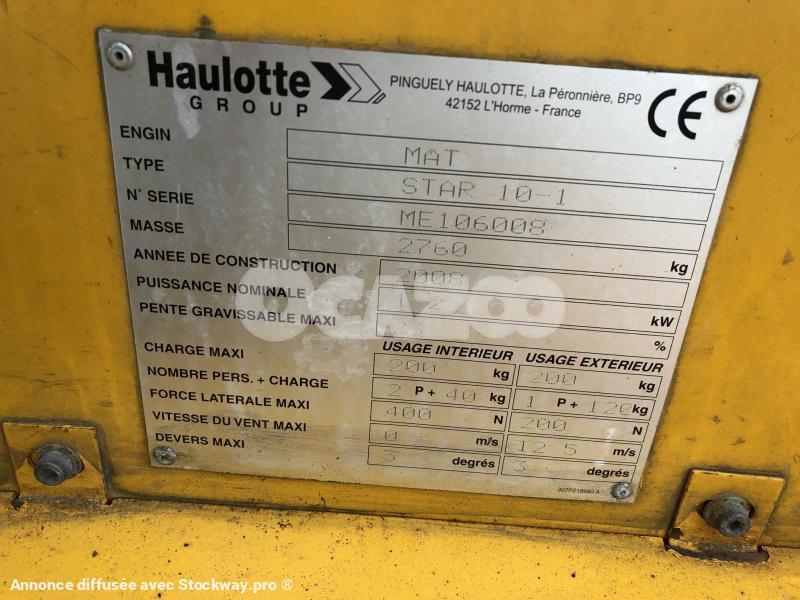 Haulotte
GROUP
PINGUELY HAULOTTE, La Péronnière, BP9
42152 L'Horme - France
CE
ENGIN MAT
TYPE STAR 10-1
N° SERIE ME106008
MASSE 2760 kg
ANNEE DE CONSTRUCTION 2008
PUISSANCE NOMINALE kW
PENTE GRAVISSABLE MAXI 23 %
USAGE INTERIEUR USAGE EXTERIEUR
CHARGE MAXI 200 kg 200 kg
NOMBRE PERS. + CHARGE 2 P+ 40 kg 1 P+ 120 kg
FORCE LATERALE MAXI 400 N 200 N
VITESSE DU VENT MAXI 0 m/s 12 5 m/s
DEVERS MAXI 3 degrés 3 degrés
307P218980 A
OCAZOO
Annonce diffusée avec Stockway.pro ®